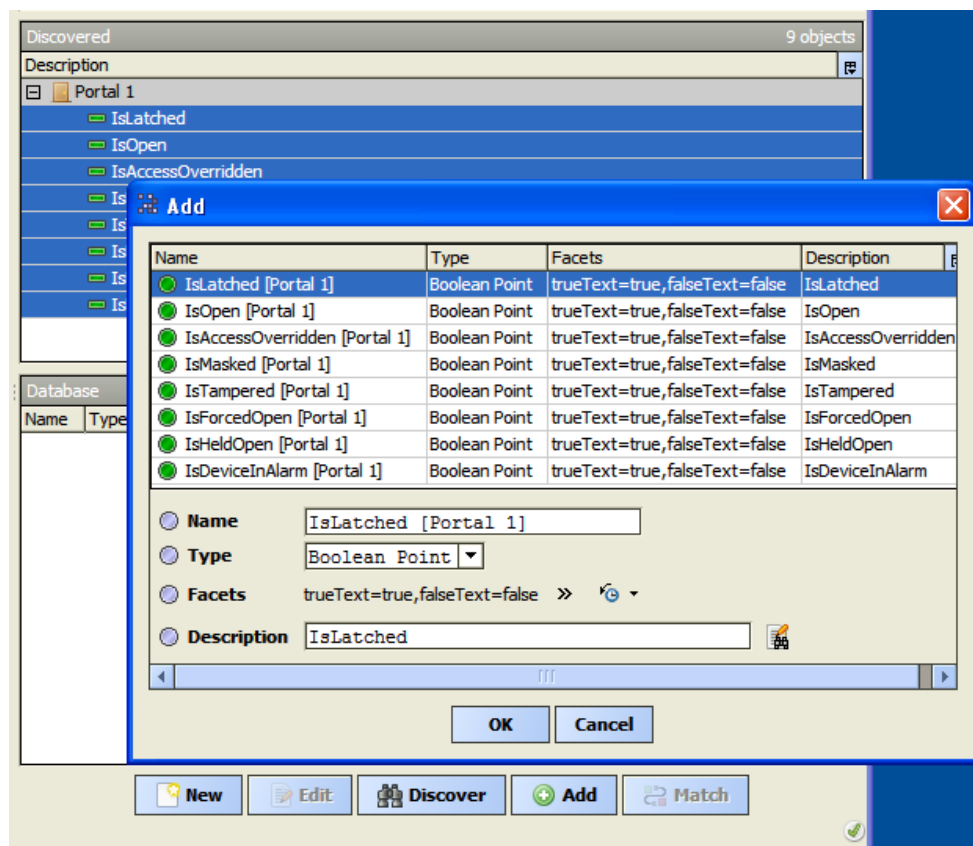 Discovered 9 objects
Description
Portal 1
IsLatched
IsOpen
IsAccessOverridden
Is
Is
Is
Is
Is
Add
Name Type Facets Description
IsLatched [Portal 1] Boolean Point trueText=true,falseText=false IsLatched
IsOpen [Portal 1] Boolean Point trueText=true,falseText=false IsOpen
IsAccessOverridden [Portal 1] Boolean Point trueText=true,falseText=false IsAccessOverridden
IsMasked [Portal 1] Boolean Point trueText=true,falseText=false IsMasked
IsTampered [Portal 1] Boolean Point trueText=true,falseText=false IsTampered
IsForcedOpen [Portal 1] Boolean Point trueText=true,falseText=false IsForcedOpen
IsHeldOpen [Portal 1] Boolean Point trueText=true,falseText=false IsHeldOpen
IsDeviceInAlarm [Portal 1] Boolean Point trueText=true,falseText=false IsDeviceInAlarm
Database
Name Type
Name IsLatched [Portal 1]
Type Boolean Point
Facets trueText=true,falseText=false »
Description IsLatched
OK Cancel
New Edit Discover Add Match